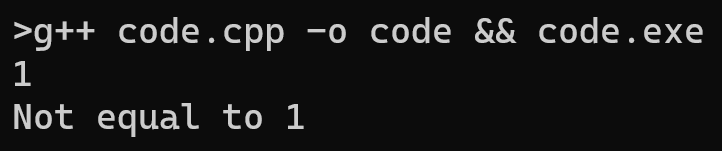 >g++ code.cpp -o code && code.exe
1
Not equal to 1